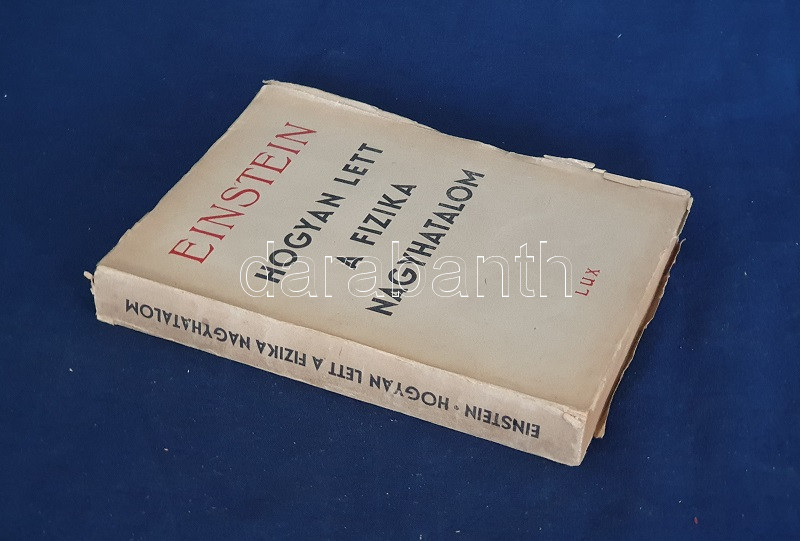 EINSTEIN
HOGYAN LETT
A FIZIKA
NAGYHATALOM
LUX
EINSTEIN • HOGYAN LETT A FIZIKA NAGYHATALOM
darabanth